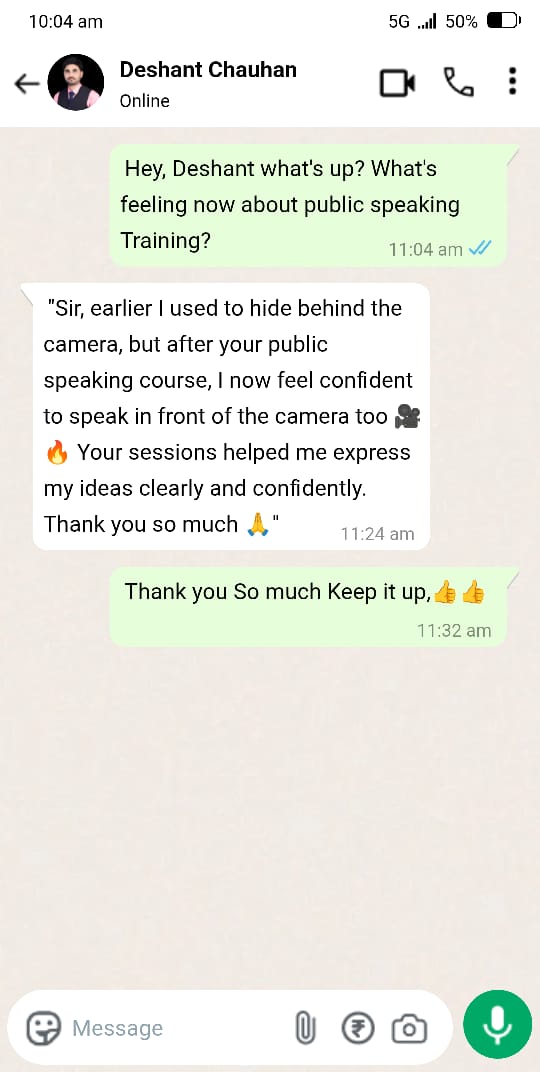 10:04 am 5G 50%
Deshant Chauhan
Online
Hey, Deshant what's up? What's
feeling now about public speaking
Training?
11:04 am
"Sir, earlier I used to hide behind the
camera, but after your public
speaking course, I now feel confident
to speak in front of the camera too 🎥
🔥 Your sessions helped me express
my ideas clearly and confidently.
Thank you so much 🙏"
11:24 am
Thank you So much Keep it up,👍👍
11:32 am
Message